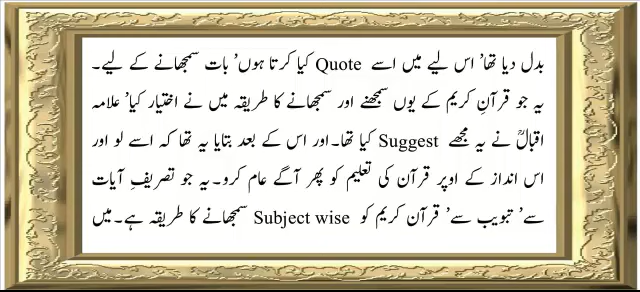 بدل دیا تھا’ اس لیے میں اسے Quote کیا کرتا ہوں’ بات سمجھانے کے لیے۔
یہ جو قرآنِ کریم کے یوں سمجھنے اور سمجھانے کا طریقہ میں نے اختیار کیا’ علامہ
اقبالؒ نے یہ مجھے Suggest کیا تھا۔ اور اس کے بعد بتایا یہ تھا کہ اسے لو اور
اس انداز کے اوپر قرآن کی تعلیم کو پھر آگے عام کرو۔ یہ جو تصریفِ آیات
سے’ تبویب سے’ قرآن کریم کو Subject wise سمجھانے کا طریقہ ہے۔ میں